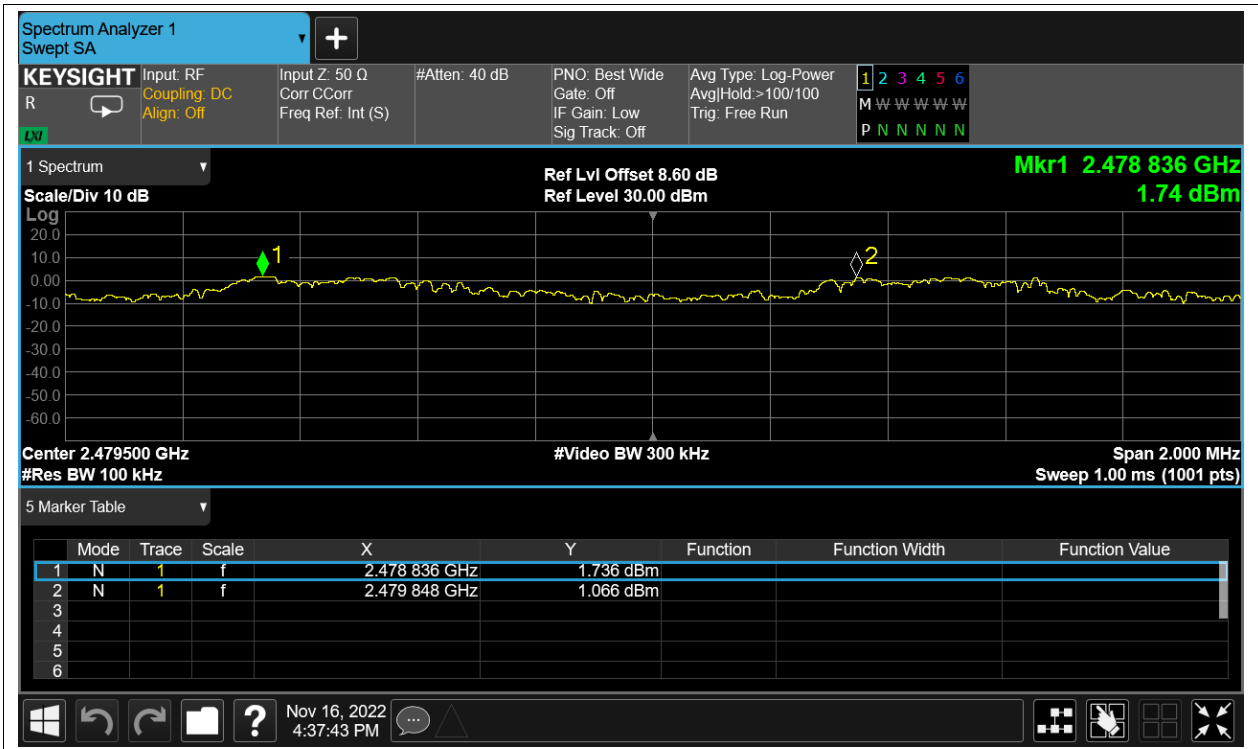 Spectrum Analyzer 1
Swept SA
KEYSIGHT
R
LXI
Input: RF
Coupling: DC
Align: Off
Input Z: 50 Ω
Corr CCorr
Freq Ref: Int (S)
#Atten: 40 dB
PNO: Best Wide
Gate: Off
IF Gain: Low
Sig Track: Off
Avg Type: Log-Power
Avg|Hold:>100/100
Trig: Free Run
1 2 3 4 5 6
M W W W W W W
P N N N N N
1 Spectrum
Scale/Div 10 dB
Ref Lvl Offset 8.60 dB
Ref Level 30.00 dBm
Mkr1 2.478 836 GHz
1.74 dBm
Log
20.0
10.0
0.00
-10.0
-20.0
-30.0
-40.0
-50.0
-60.0
1
2
Center 2.479500 GHz
#Res BW 100 kHz
#Video BW 300 kHz
Span 2.000 MHz
Sweep 1.00 ms (1001 pts)
5 Marker Table
Mode Trace Scale X Y Function Function Width Function Value
1 N 1 f 2.478 836 GHz 1.736 dBm
2 N 1 f 2.479 848 GHz 1.066 dBm
3
4
5
6
?
Nov 16, 2022
4:37:43 PM